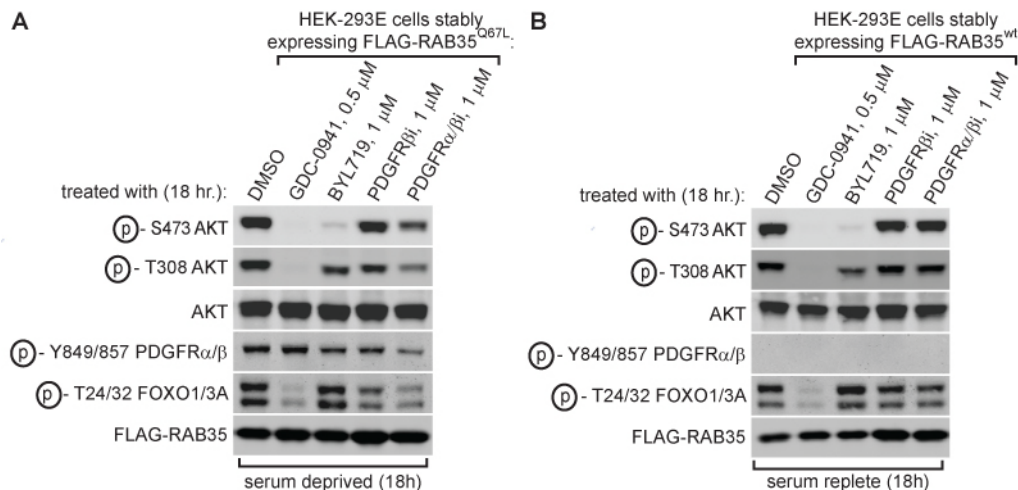 A
HEK-293E cells stably
expressing FLAG-RAB35Q67L:
treated with (18 hr.):
DMSO
GDC-0941, 0.5 μM
BYL719, 1 μM
PDGFRβi, 1 μM
PDGFRα/βi, 1 μM
p - S473 AKT
p - T308 AKT
AKT
p - Y849/857 PDGFRα/β
p - T24/32 FOXO1/3A
FLAG-RAB35
serum deprived (18h)
B
HEK-293E cells stably
expressing FLAG-RAB35wt
treated with (18 hr.):
DMSO
GDC-0941, 0.5 μM
BYL719, 1 μM
PDGFRβi, 1 μM
PDGFRα/βi, 1 μM
p - S473 AKT
p - T308 AKT
AKT
p - Y849/857 PDGFRα/β
p - T24/32 FOXO1/3A
FLAG-RAB35
serum replete (18h)